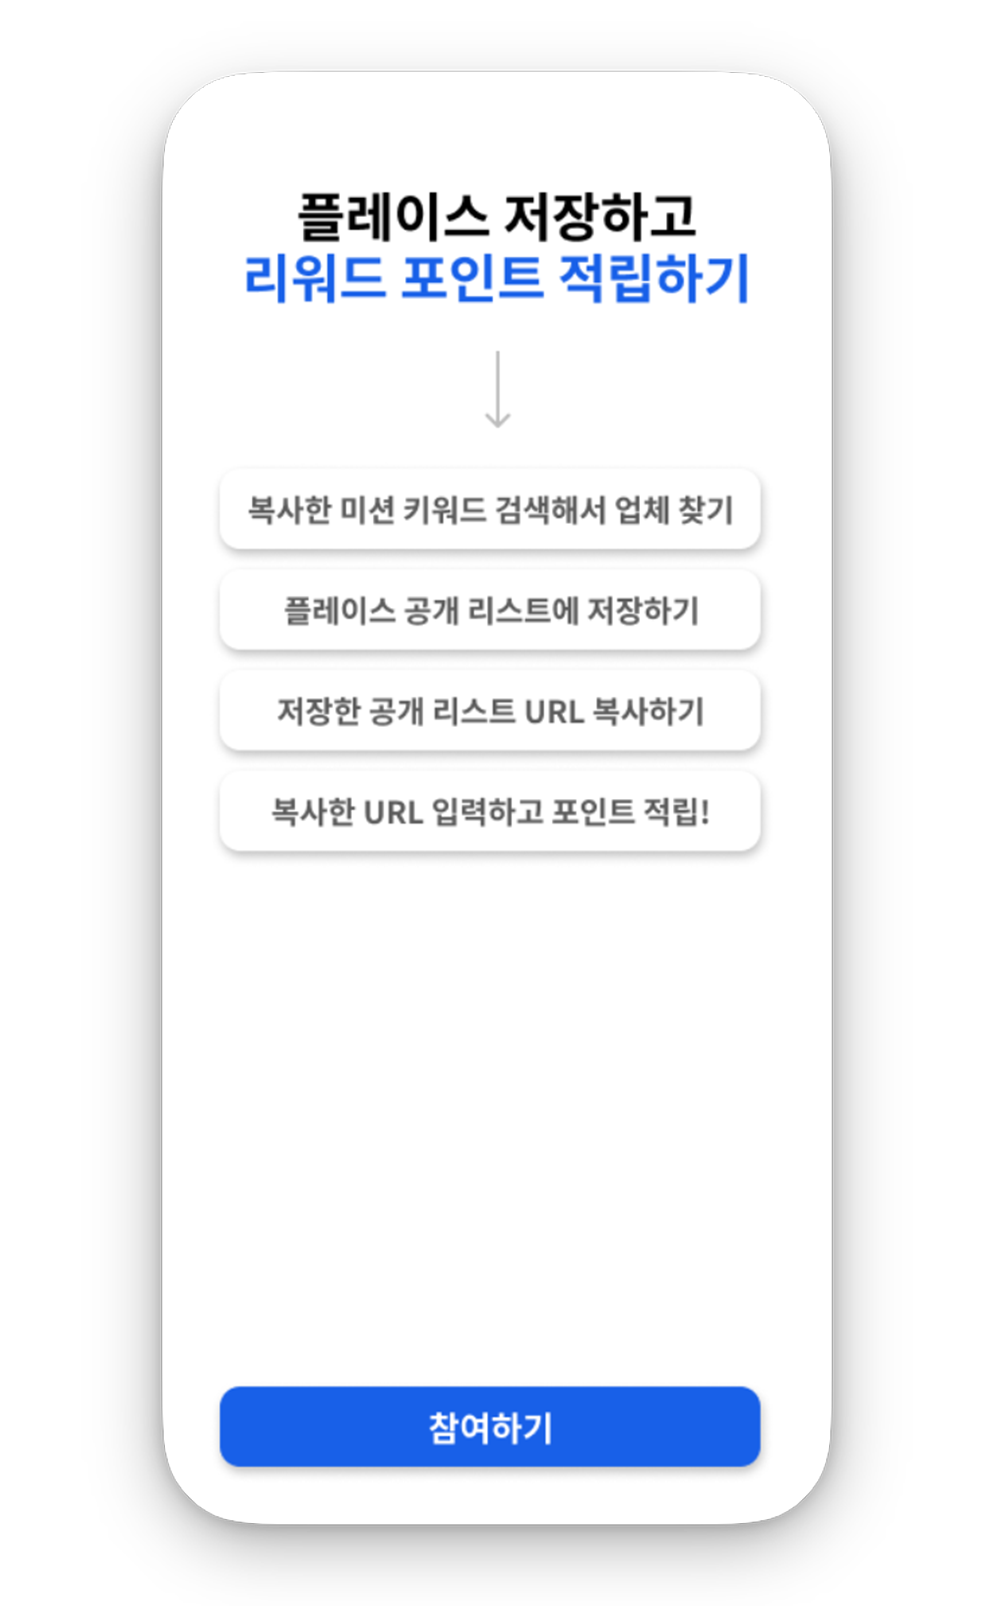 플레이스 저장하고
리워드 포인트 적립하기
복사한 미션 키워드 검색해서 업체 찾기
플레이스 공개 리스트에 저장하기
저장한 공개 리스트 URL 복사하기
복사한 URL 입력하고 포인트 적립!
참여하기